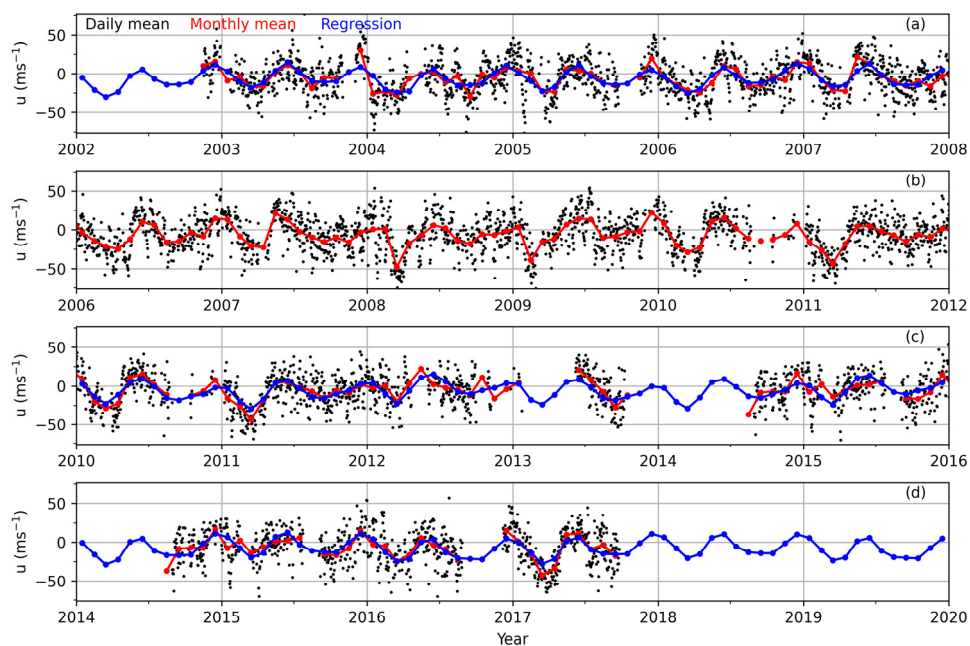 Daily mean Monthly mean Regression (a)
50
0
−50
u (ms⁻¹)
2002 2003 2004 2005 2006 2007 2008
(b)
50
0
−50
u (ms⁻¹)
2006 2007 2008 2009 2010 2011 2012
(c)
50
0
−50
u (ms⁻¹)
2010 2011 2012 2013 2014 2015 2016
(d)
50
0
−50
u (ms⁻¹)
2014 2015 2016 2017 2018 2019 2020
Year